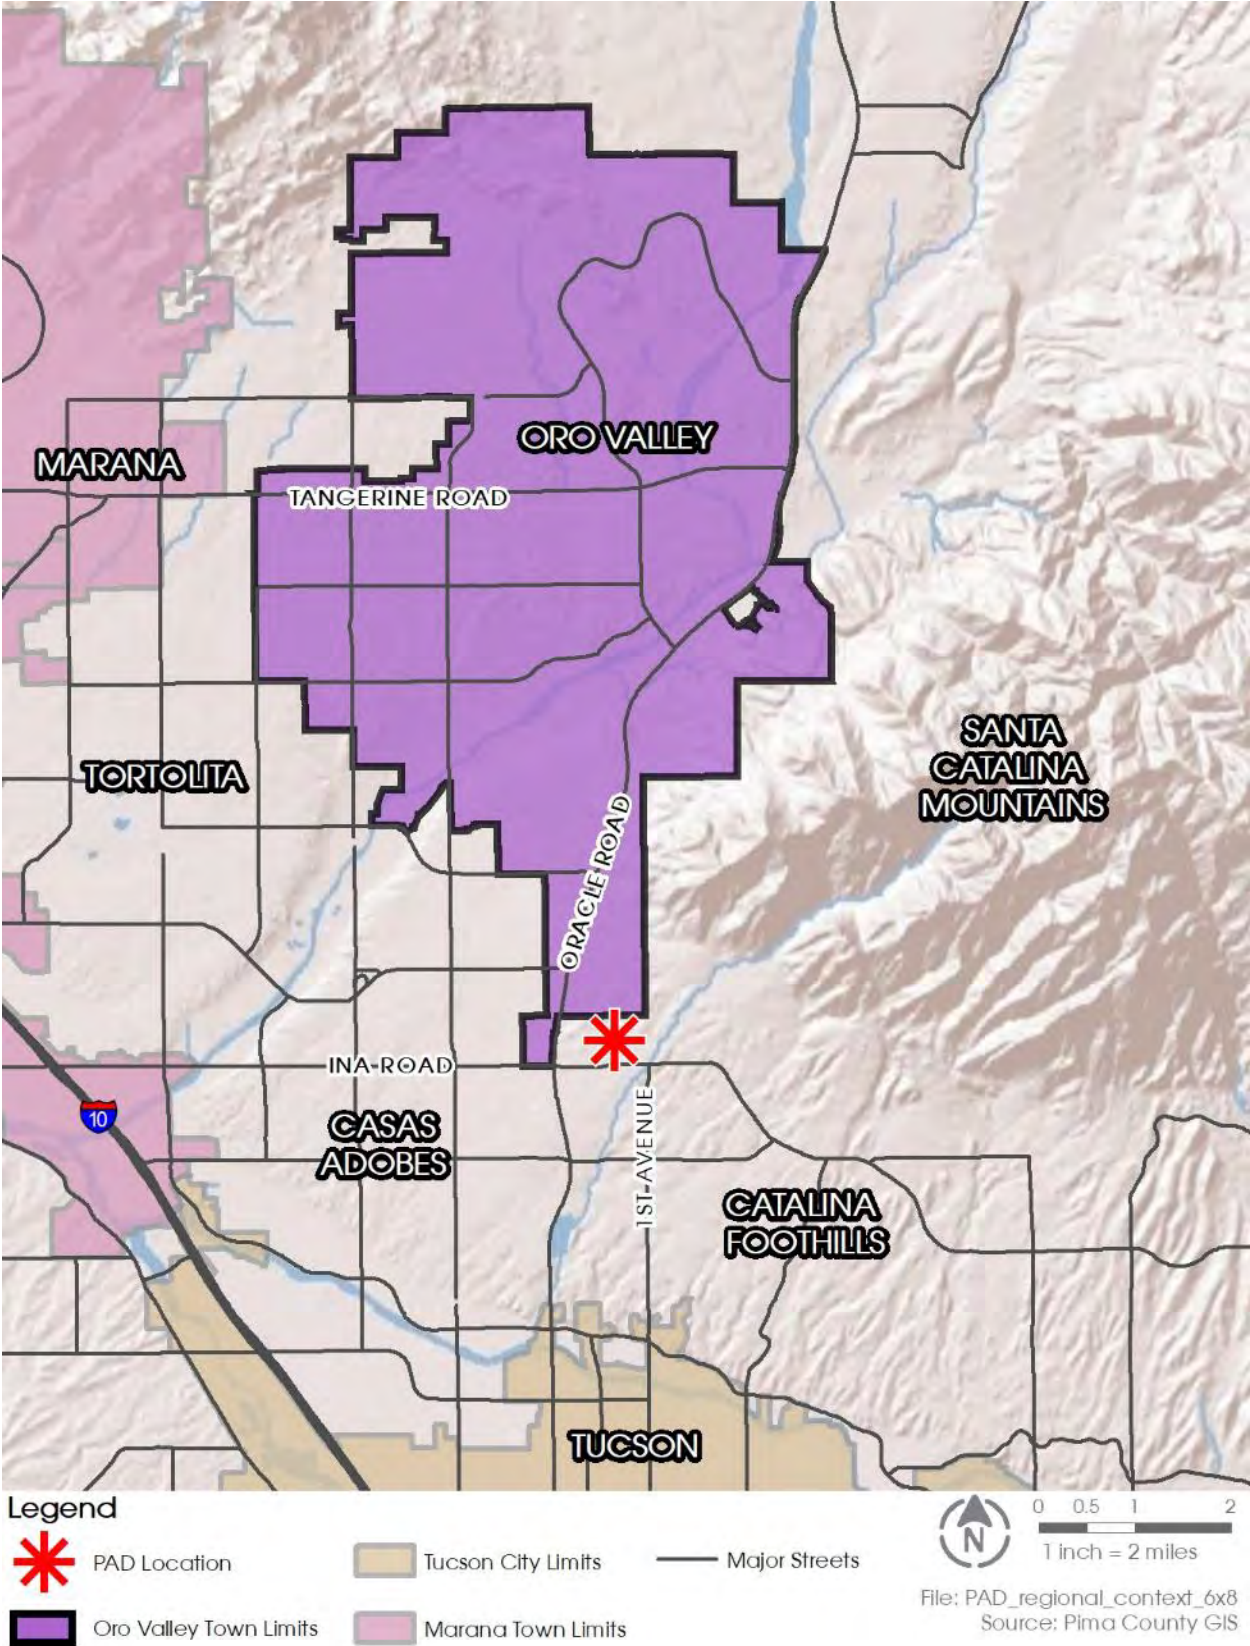 ORO VALLEY
MARANA
TANGERINE ROAD
SANTA
CATALINA
MOUNTAINS
TORTOLITA
ORACLE ROAD
INA ROAD
10
CASAS
ADOBES
1ST AVENUE
CATALINA
FOOTHILLS
TUCSON
Legend
PAD Location
Oro Valley Town Limits
Tucson City Limits
Marana Town Limits
Major Streets
N
0 0.5 1 2
1 inch = 2 miles
File: PAD_regional_context_6x8
Source: Pima County GIS